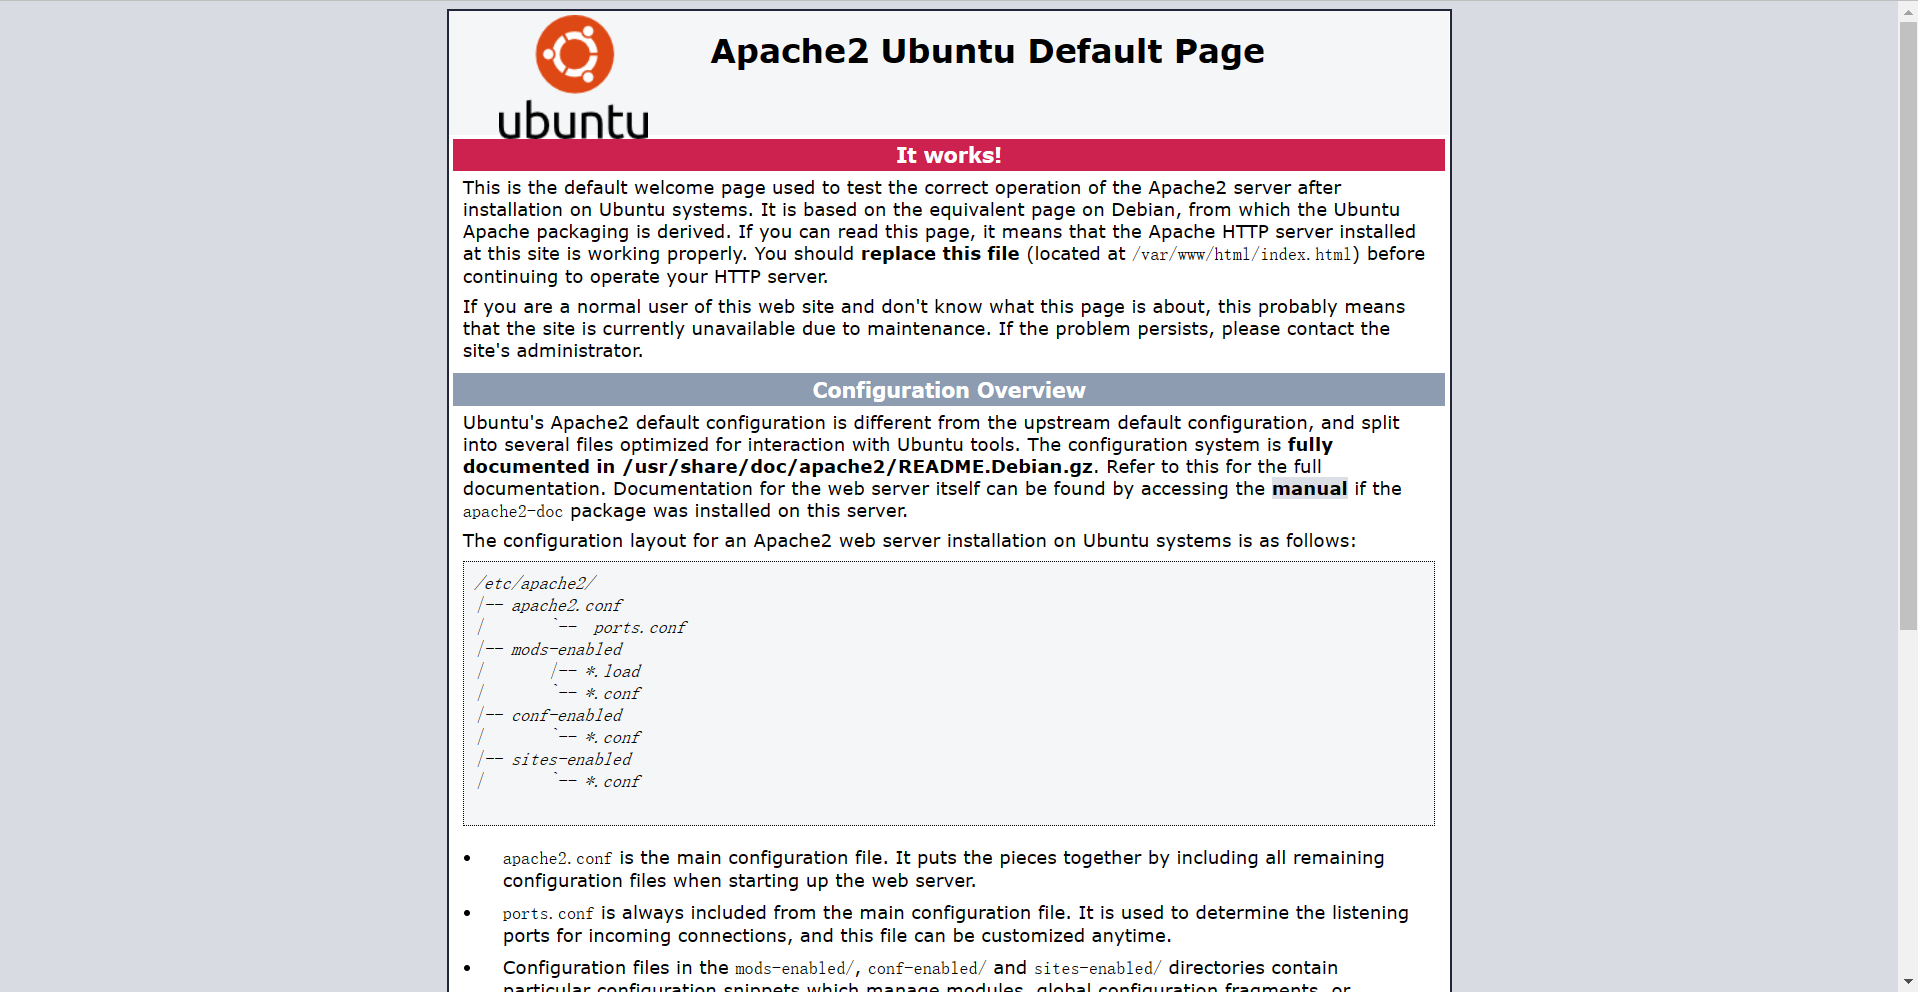 ubuntu
Apache2 Ubuntu Default Page
It works!
This is the default welcome page used to test the correct operation of the Apache2 server after
installation on Ubuntu systems. It is based on the equivalent page on Debian, from which the Ubuntu
Apache packaging is derived. If you can read this page, it means that the Apache HTTP server installed
at this site is working properly. You should replace this file (located at /var/www/html/index.html) before
continuing to operate your HTTP server.
If you are a normal user of this web site and don't know what this page is about, this probably means
that the site is currently unavailable due to maintenance. If the problem persists, please contact the
site's administrator.
Configuration Overview
Ubuntu's Apache2 default configuration is different from the upstream default configuration, and split
into several files optimized for interaction with Ubuntu tools. The configuration system is fully
documented in /usr/share/doc/apache2/README.Debian.gz. Refer to this for the full
documentation. Documentation for the web server itself can be found by accessing the manual if the
apache2-doc package was installed on this server.
The configuration layout for an Apache2 web server installation on Ubuntu systems is as follows:
/etc/apache2/
|-- apache2.conf
|       `--  ports.conf
|-- mods-enabled
|       |-- *.load
|       `-- *.conf
|-- conf-enabled
|       `-- *.conf
|-- sites-enabled
|       `-- *.conf
• apache2.conf is the main configuration file. It puts the pieces together by including all remaining
configuration files when starting up the web server.
• ports.conf is always included from the main configuration file. It is used to determine the listening
ports for incoming connections, and this file can be customized anytime.
• Configuration files in the mods-enabled/, conf-enabled/ and sites-enabled/ directories contain
particular configuration snippets which manage modules, global configuration fragments, or